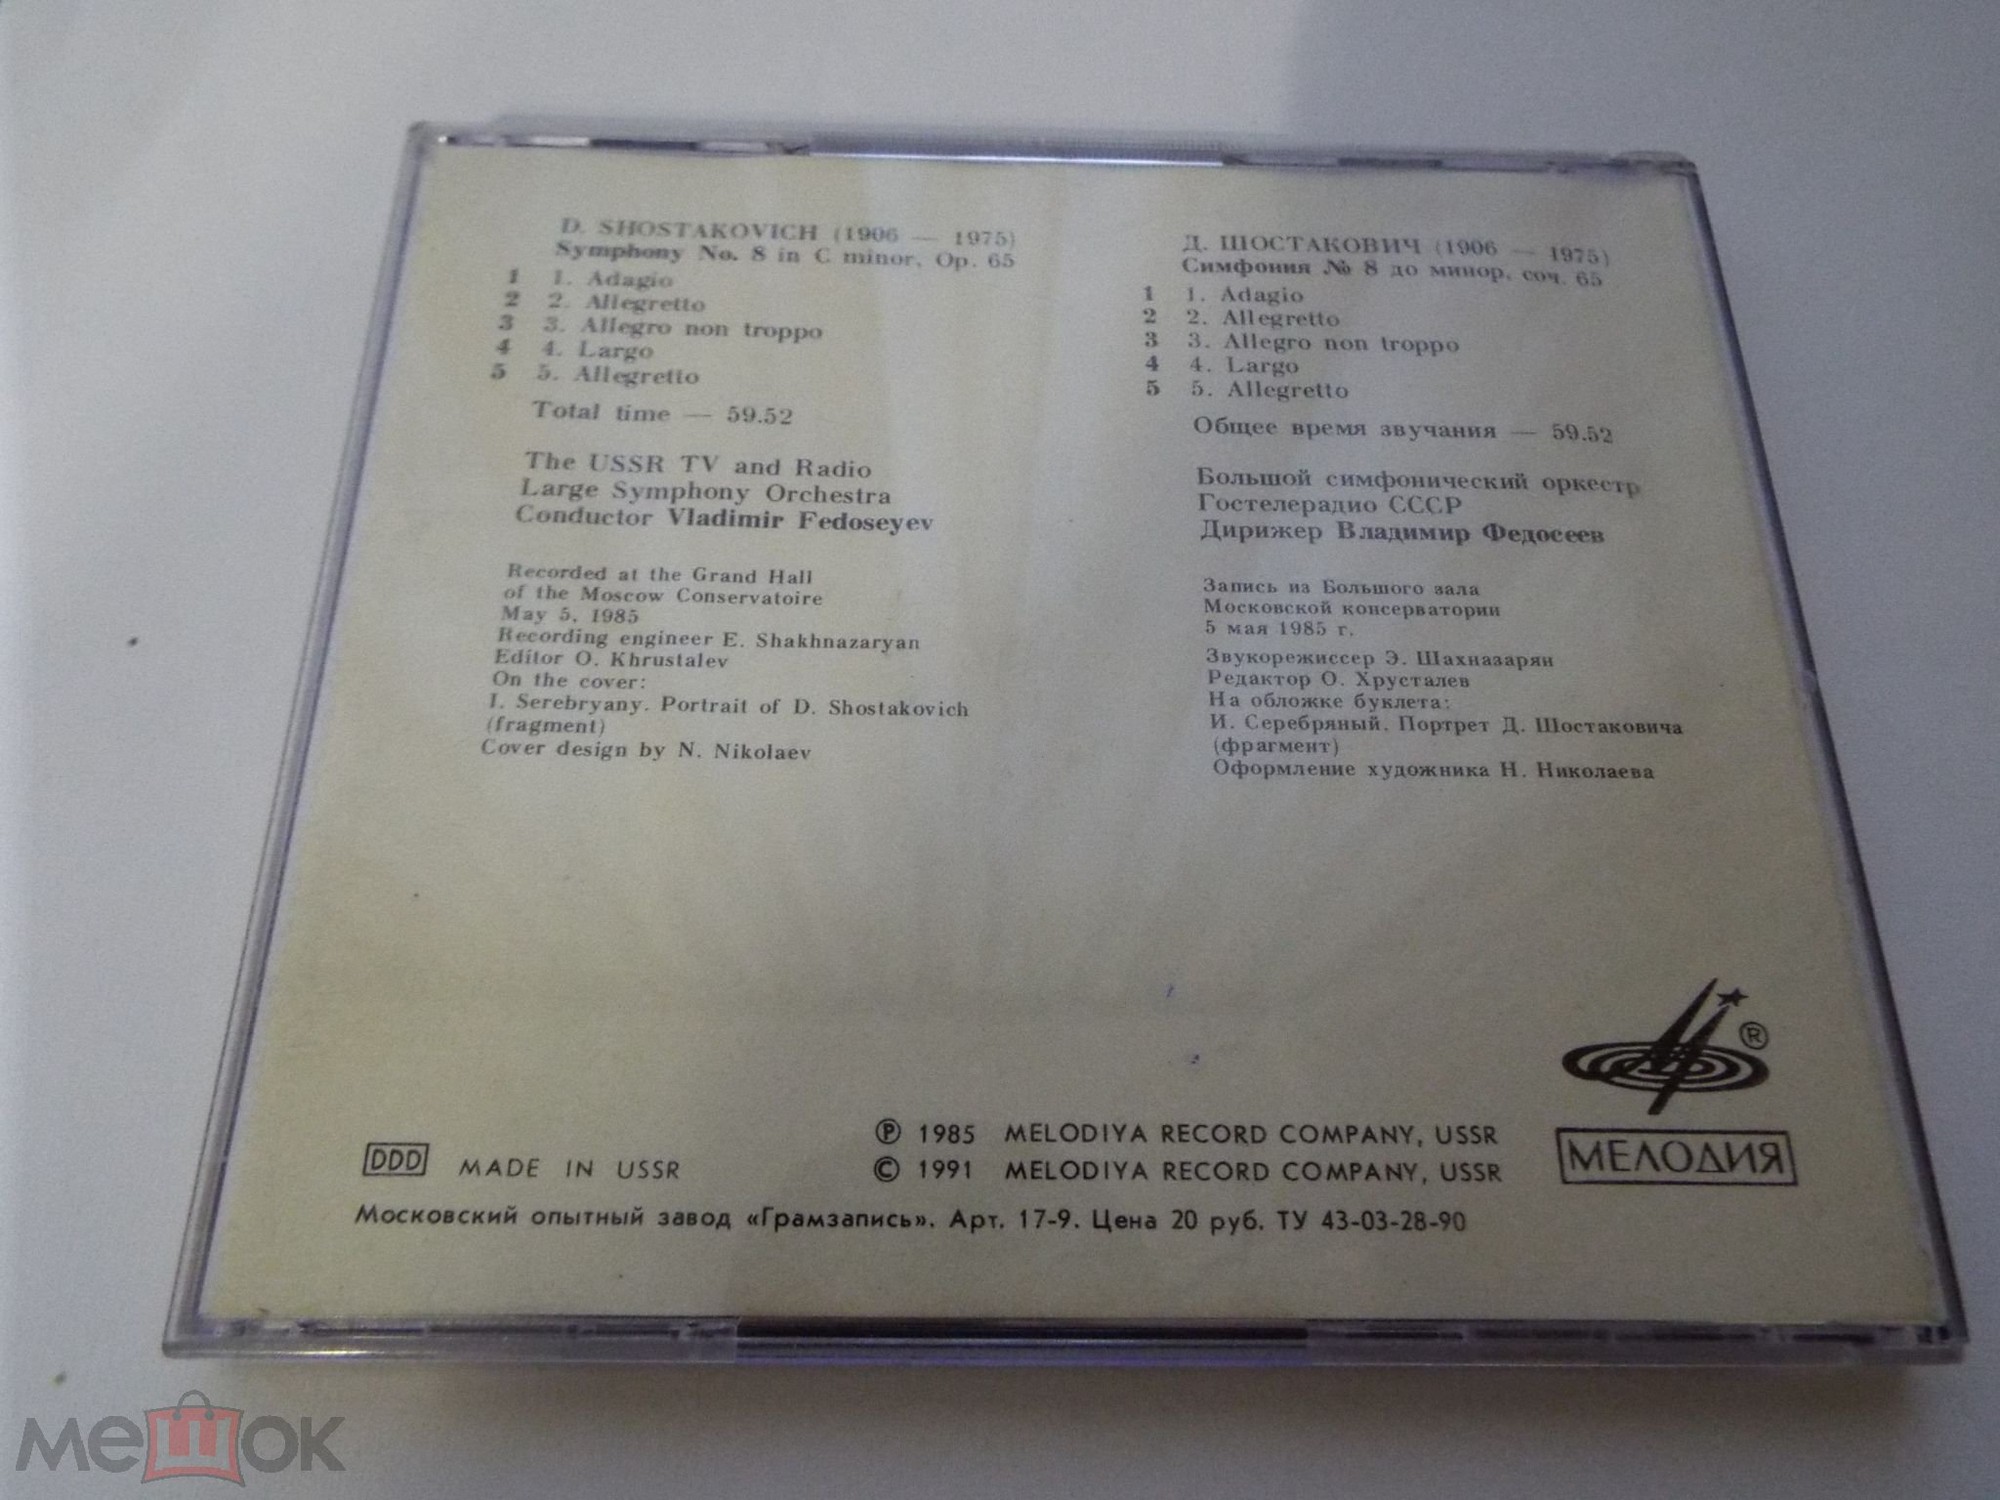 D. SHOSTAKOVICH (1906 — 1975)
Symphony No. 8 in C minor, Op. 65
1 1. Adagio
2 2. Allegretto
3 3. Allegro non troppo
4 4. Largo
5 5. Allegretto
Total time — 59.52
The USSR TV and Radio
Large Symphony Orchestra
Conductor Vladimir Fedoseyev
Recorded at the Grand Hall
of the Moscow Conservatoire
May 5, 1985
Recording engineer E. Shakhnazaryan
Editor O. Khrustalev
On the cover:
I. Serebryany. Portrait of D. Shostakovich
(fragment)
Cover design by N. Nikolaev
Д. ШОСТАКОВИЧ (1906 — 1975)
Симфония № 8 до минор, соч. 65
1 1. Adagio
2 2. Allegretto
3 3. Allegro non troppo
4 4. Largo
5 5. Allegretto
Общее время звучания — 59.52
Большой симфонический оркестр
Гостелерадио СССР
Дирижер Владимир Федосеев
Запись из Большого зала
Московской консерватории
5 мая 1985 г.
Звукорежиссер Э. Шахназарян
Редактор О. Хрусталев
На обложке буклета:
И. Серебряный. Портрет Д. Шостаковича
(фрагмент)
Оформление художника Н. Николаева
®
МЕЛОДИЯ
℗ 1985 MELODIYA RECORD COMPANY, USSR
© 1991 MELODIYA RECORD COMPANY, USSR
DDD MADE IN USSR
Московский опытный завод «Грамзапись». Арт. 17-9. Цена 20 руб. ТУ 43-03-28-90
мешок